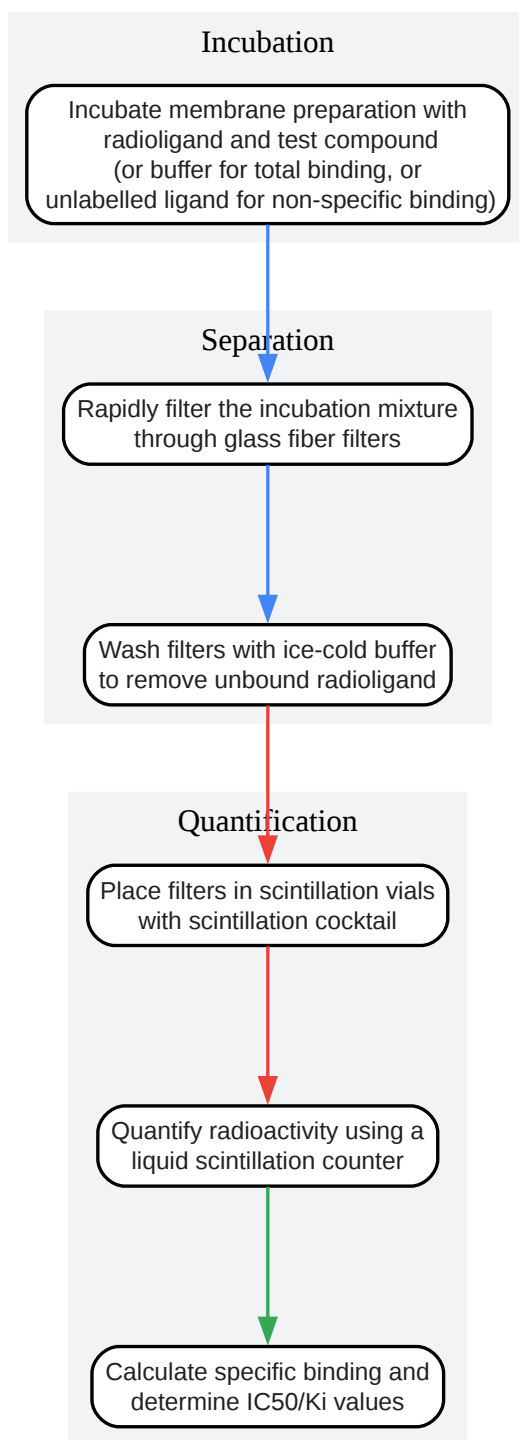 Incubation
Incubate membrane preparation with
radioligand and test compound
(or buffer for total binding, or
unlabelled ligand for non-specific binding)
Separation
Rapidly filter the incubation mixture
through glass fiber filters
Wash filters with ice-cold buffer
to remove unbound radioligand
Quantification
Place filters in scintillation vials
with scintillation cocktail
Quantify radioactivity using a
liquid scintillation counter
Calculate specific binding and
determine IC50/Ki values